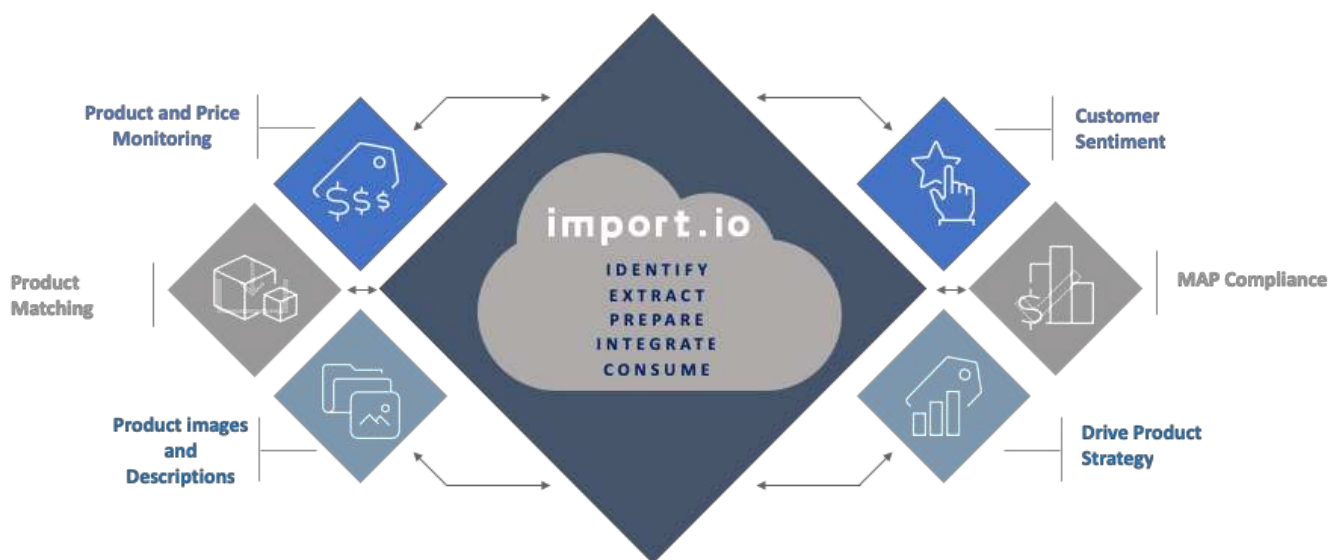 Product and Price
Monitoring
Product
Matching
Product images
and
Descriptions
import.io
IDENTIFY
EXTRACT
PREPARE
INTEGRATE
CONSUME
Customer
Sentiment
MAP Compliance
Drive Product
Strategy
$$$
$